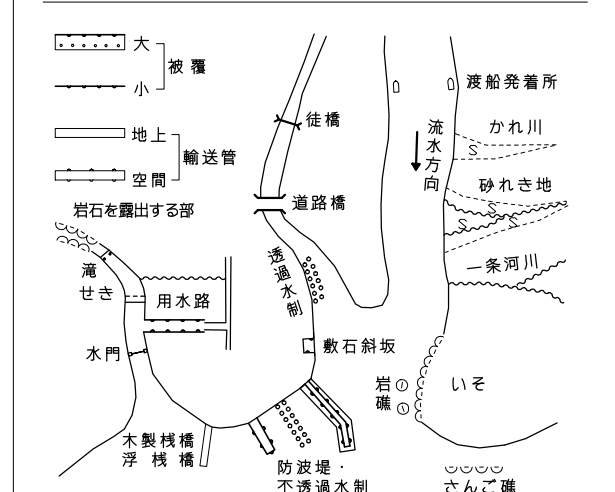 大
被覆
小
地上
輸送管
空間
岩石を露出する部
滝
せき
用水路
水門
木製桟橋
浮桟橋
徒橋
道路橋
透過水制
敷石斜坂
防波堤・
不透過水制
流水方向
渡船発着所
かれ川
砂れき地
一条河川
岩礁
いそ
さんご礁